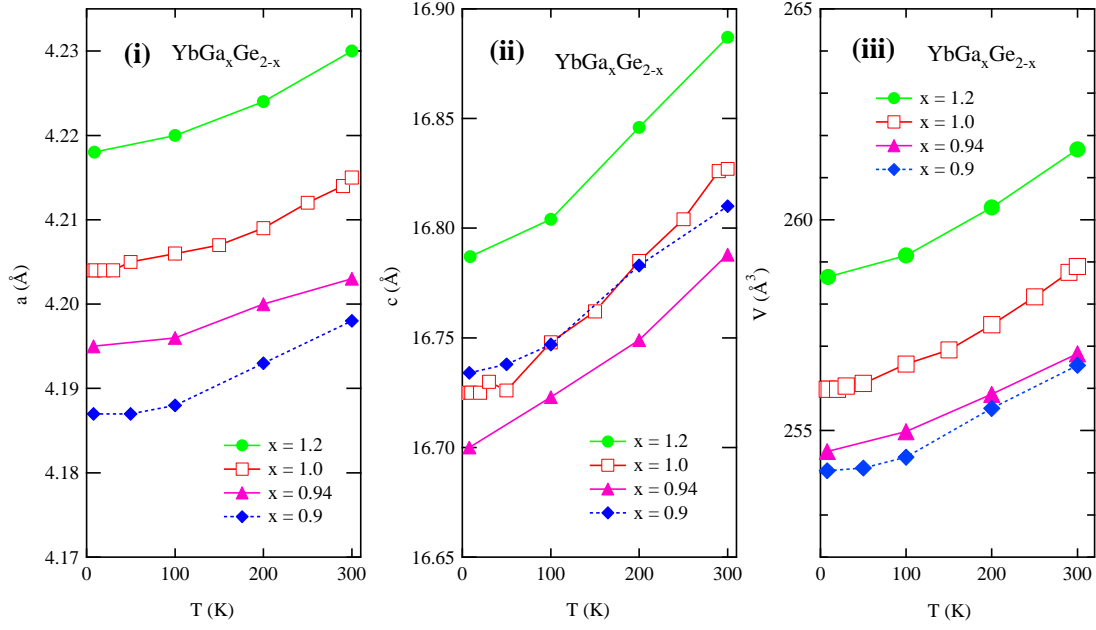 (i)
YbGaxGe2-x
4.23
4.22
4.21
4.20
4.19
4.18
4.17
a (Å)
x = 1.2
x = 1.0
x = 0.94
x = 0.9
0 100 200 300
T (K)
(ii)
YbGaxGe2-x
16.90
16.85
16.80
16.75
16.70
16.65
c (Å)
x = 1.2
x = 1.0
x = 0.94
x = 0.9
0 100 200 300
T (K)
(iii)
YbGaxGe2-x
x = 1.2
x = 1.0
x = 0.94
x = 0.9
265
260
254
V (Å3)
0 100 200 300
T (K)